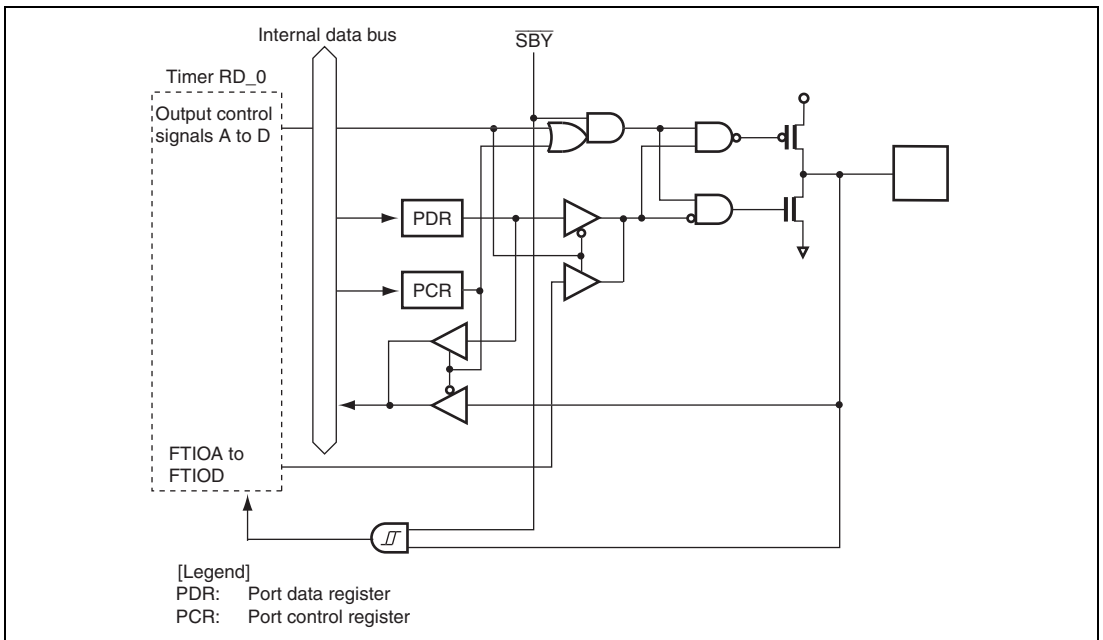 Internal data bus
S̅B̅Y̅
Timer RD_0
Output control
signals A to D
PDR
PCR
FTIOA to
FTIOD
[Legend]
PDR: Port data register
PCR: Port control register